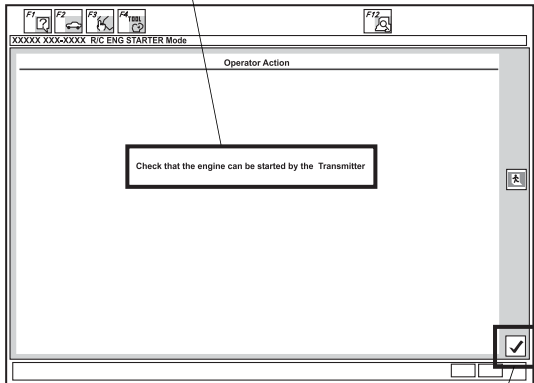 F1 F2 F3 F4 TOOL F12
XXXXX XXX-XXXX R/C ENG STARTER Mode
Operator Action
Check that the engine can be started by the Transmitter